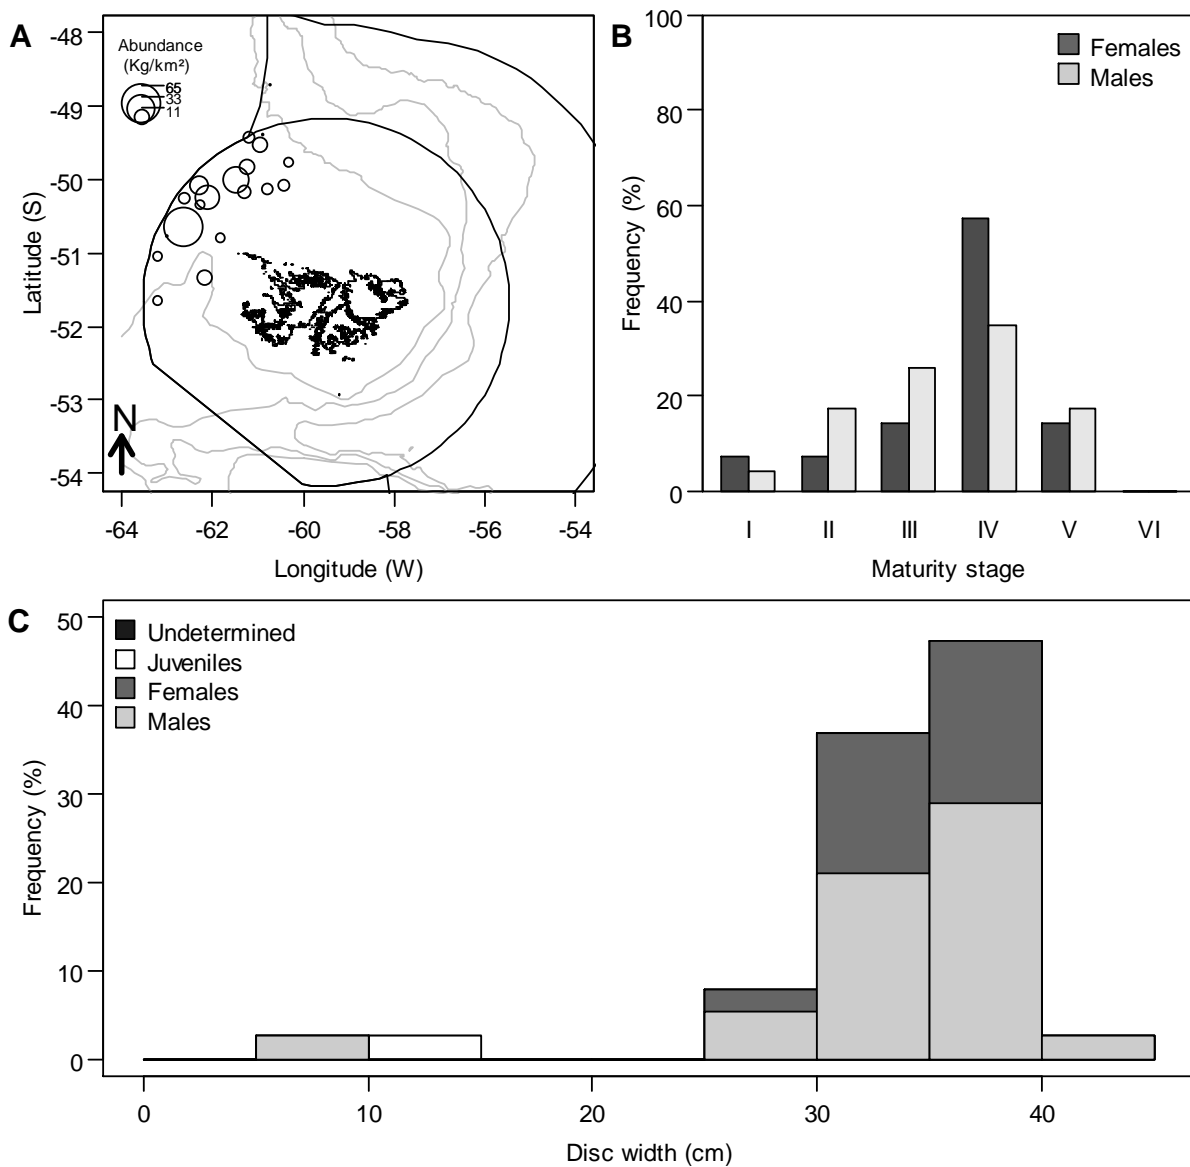 A
Abundance
(Kg/km²)
65
33
11
-48
-49
-50
-51
-52
-53
-54
Latitude (S)
N
-64
-62
-60
-58
-56
-54
Longitude (W)
B
100
80
60
40
20
0
Frequency (%)
Females
Males
I
II
III
IV
V
VI
Maturity stage
C
Undetermined
Juveniles
Females
Males
50
40
30
20
10
0
Frequency (%)
0
10
20
30
40
Disc width (cm)